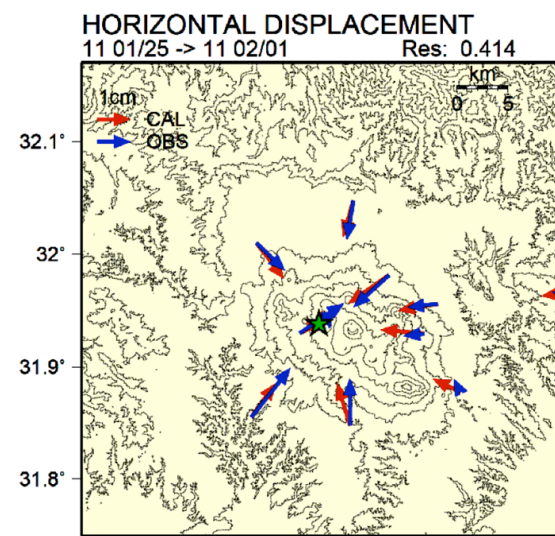 HORIZONTAL DISPLACEMENT
11 01/25 -> 11 02/01 Res: 0.414
km
1cm
0 5
CAL
OBS
32.1°
32°
31.9°
31.8°